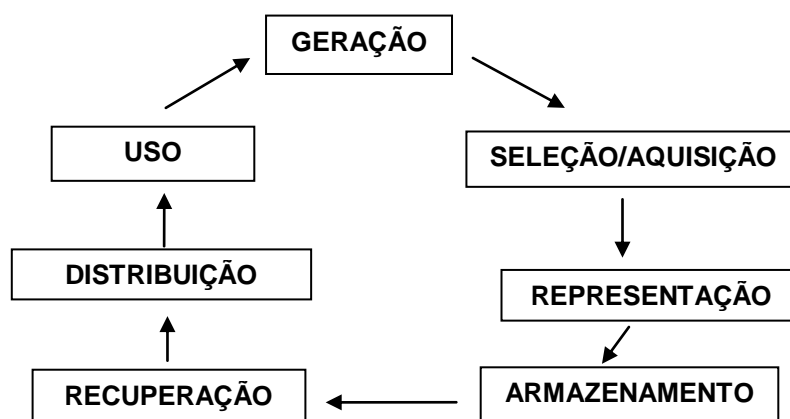 GERAÇÃO
USO
SELEÇÃO/AQUISIÇÃO
DISTRIBUIÇÃO
REPRESENTAÇÃO
RECUPERAÇÃO
ARMAZENAMENTO